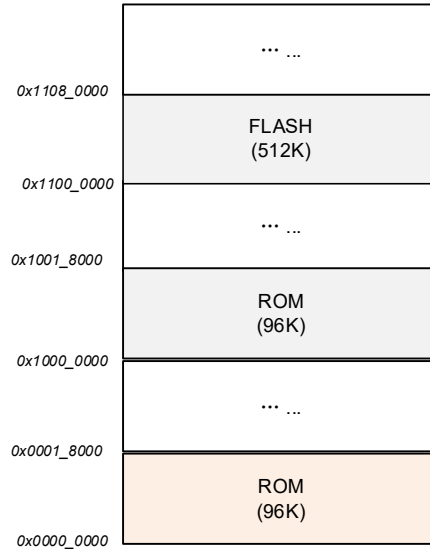 ... ...
0x1108_0000
FLASH
(512K)
0x1100_0000
... ...
0x1001_8000
ROM
(96K)
0x1000_0000
... ...
0x0001_8000
ROM
(96K)
0x0000_0000